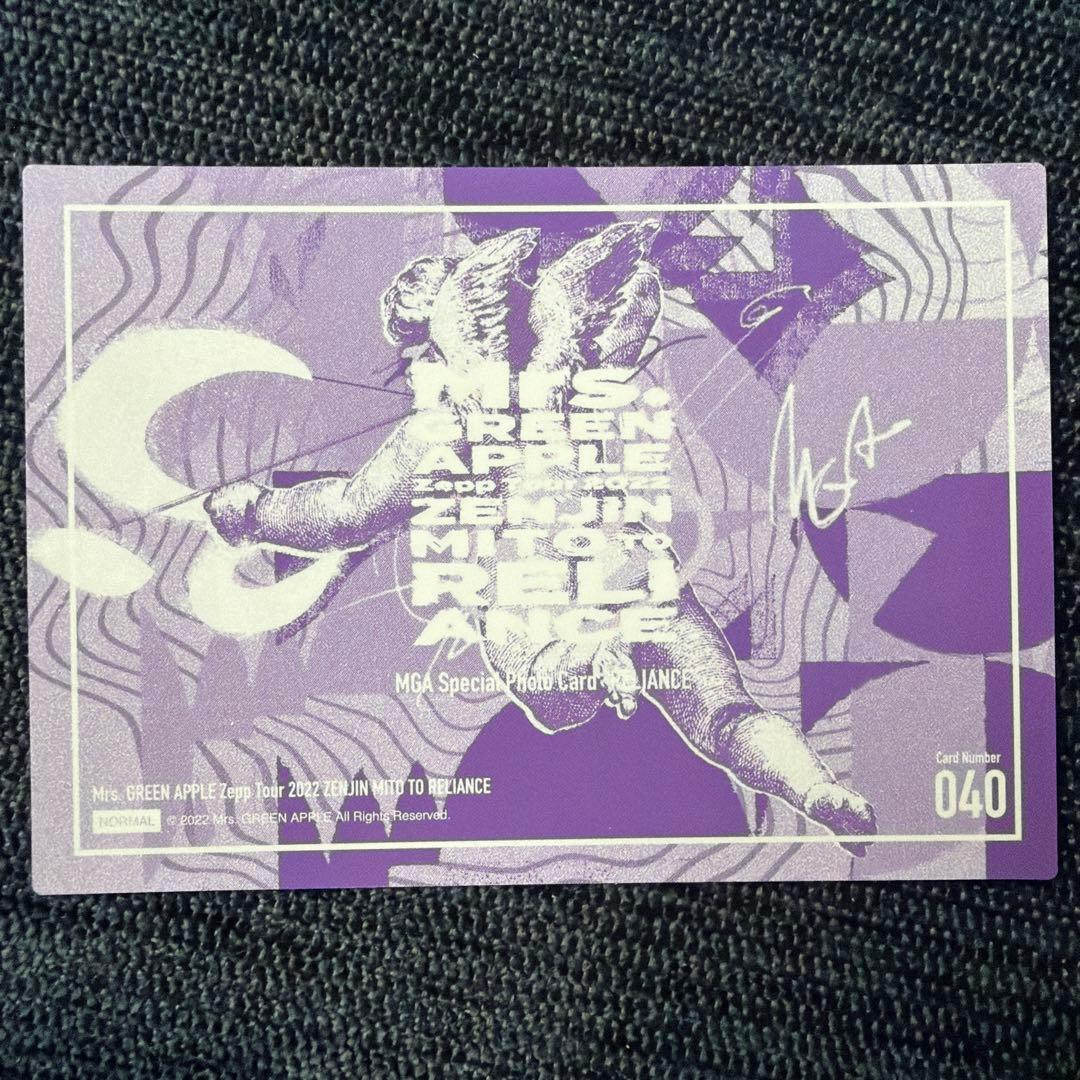 Mrs.
GREEN
APPLE
Zepp Tour 2022
ZENJIN
MITO TO
RELI
ANCE
MGA
MGA Special Photo Card : RELIANCE
Mrs. GREEN APPLE Zepp Tour 2022 ZENJIN MITO TO RELIANCE
NORMAL © 2022 Mrs. GREEN APPLE All Rights Reserved.
Card Number
040